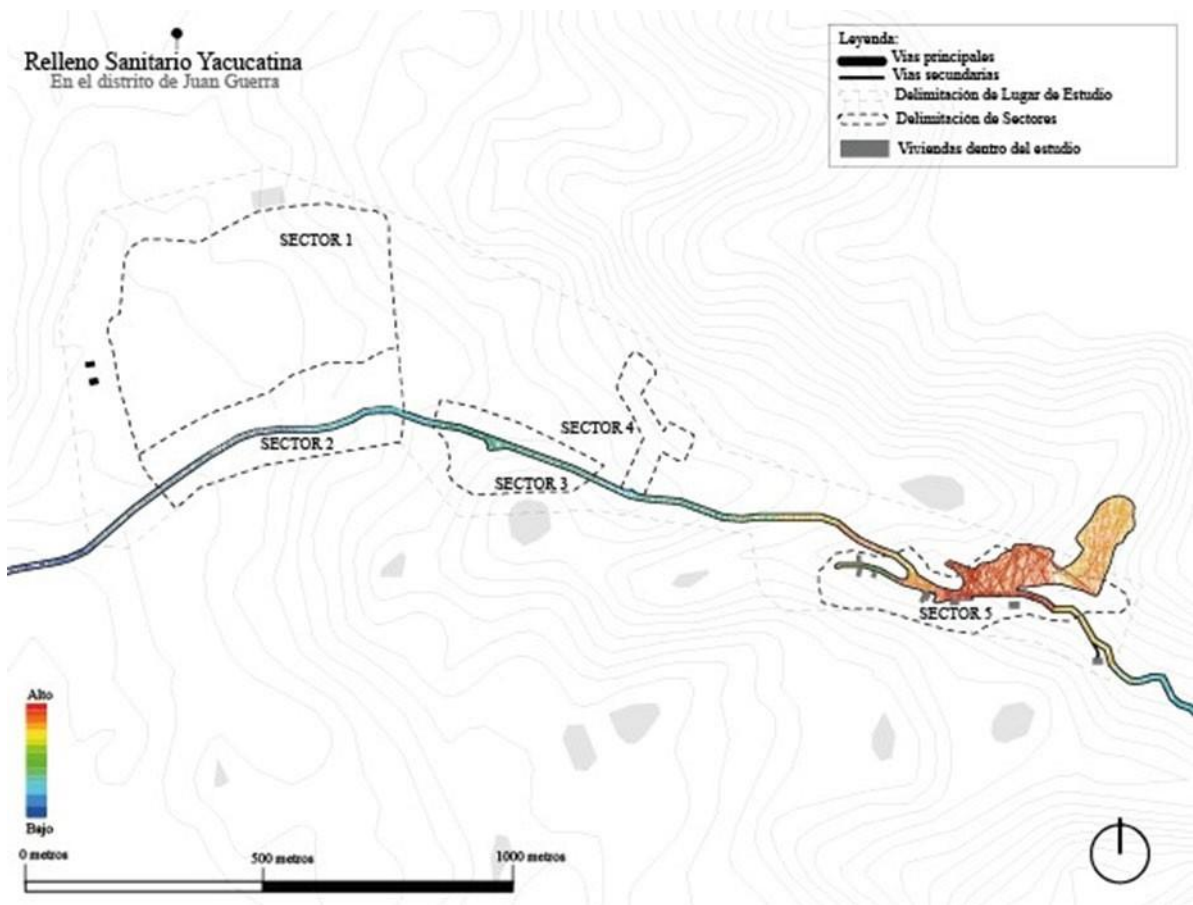 Relleno Sanitario Yacucatina
En el distrito de Juan Guerra
Leyenda:
Vias principales
Vias secundarias
Delimitación de Lugar de Estudio
Delimitación de Sectores
Viviendas dentro del estudio
SECTOR 1
SECTOR 2
SECTOR 4
SECTOR 3
SECTOR 5
Alto
Bajo
0 metros
500 metros
1000 metros